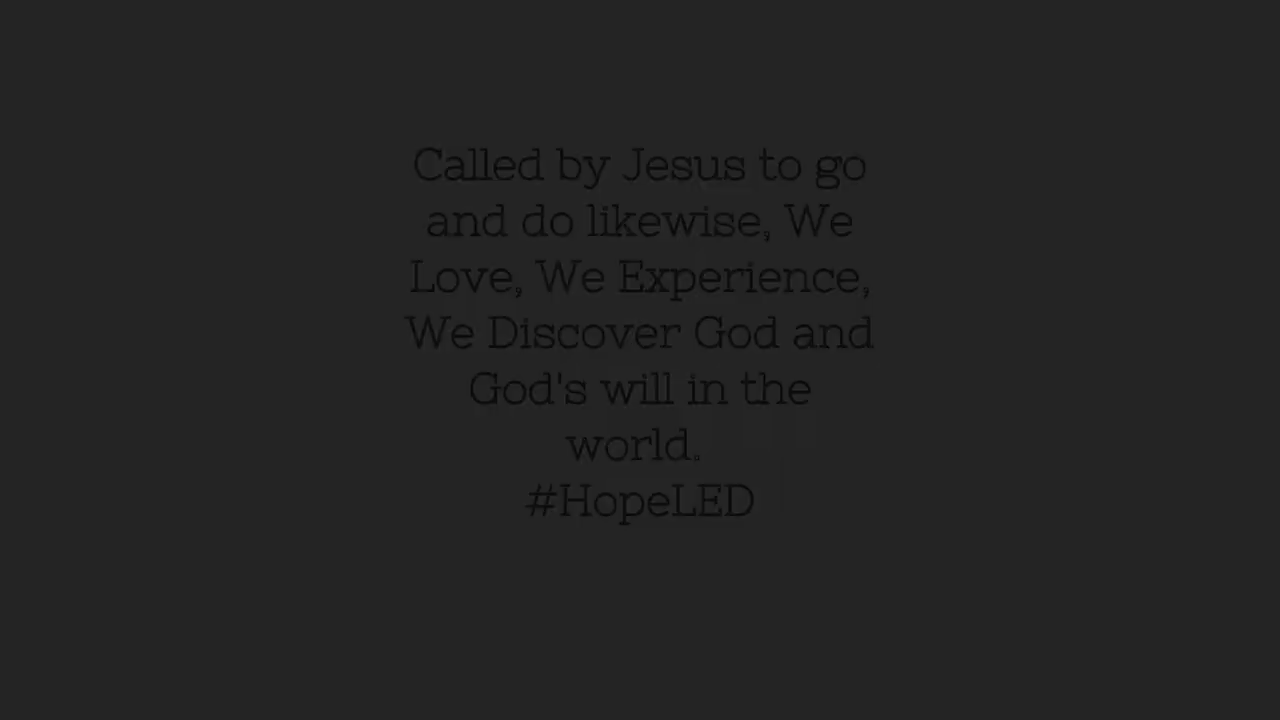 Called by Jesus to go
and do likewise, We
Love, We Experience,
We Discover God and
God's will in the
world.
#HopeLED